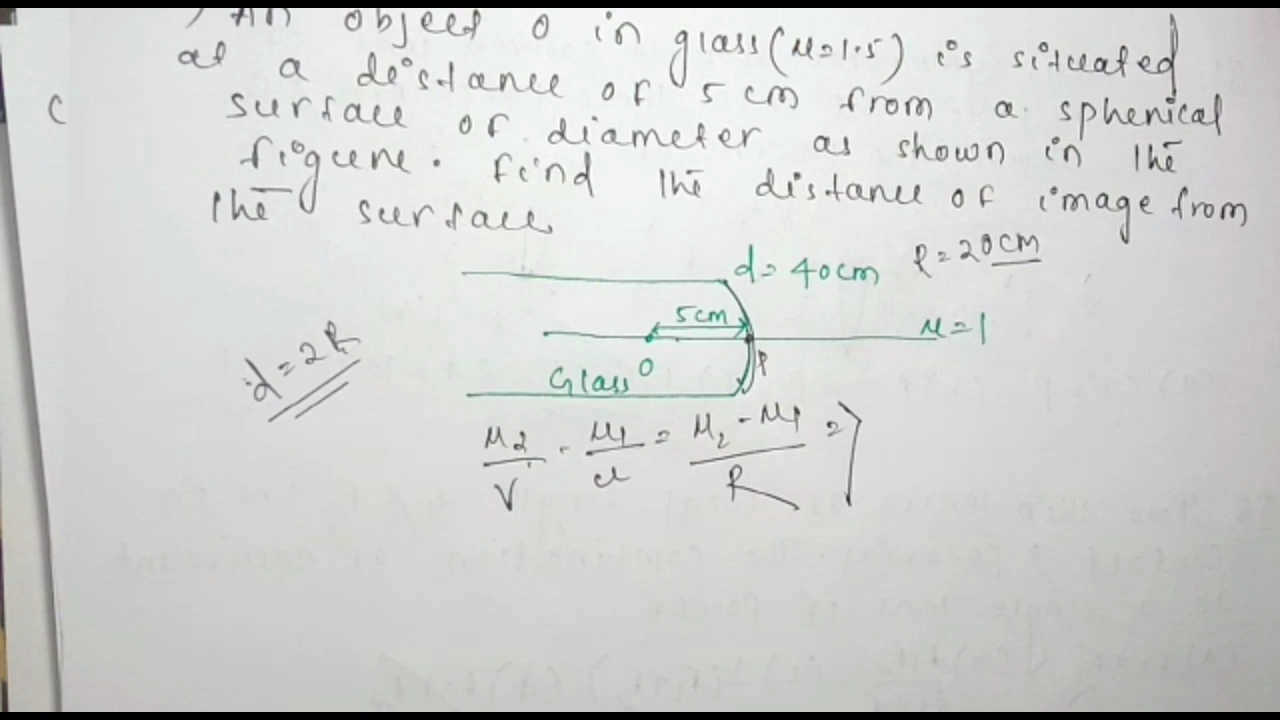 ) An object O in glass (μ=1.5) is situated
at a distance of 5 cm from a spherical
C
surface of diameter as shown in the
figure. Find the distance of image from
the surface.
d = 40cm R = 20cm
5cm
μ = 1
d = 2R
Glass O
P
μ2/V - μ1/u = μ2 - μ1/R =